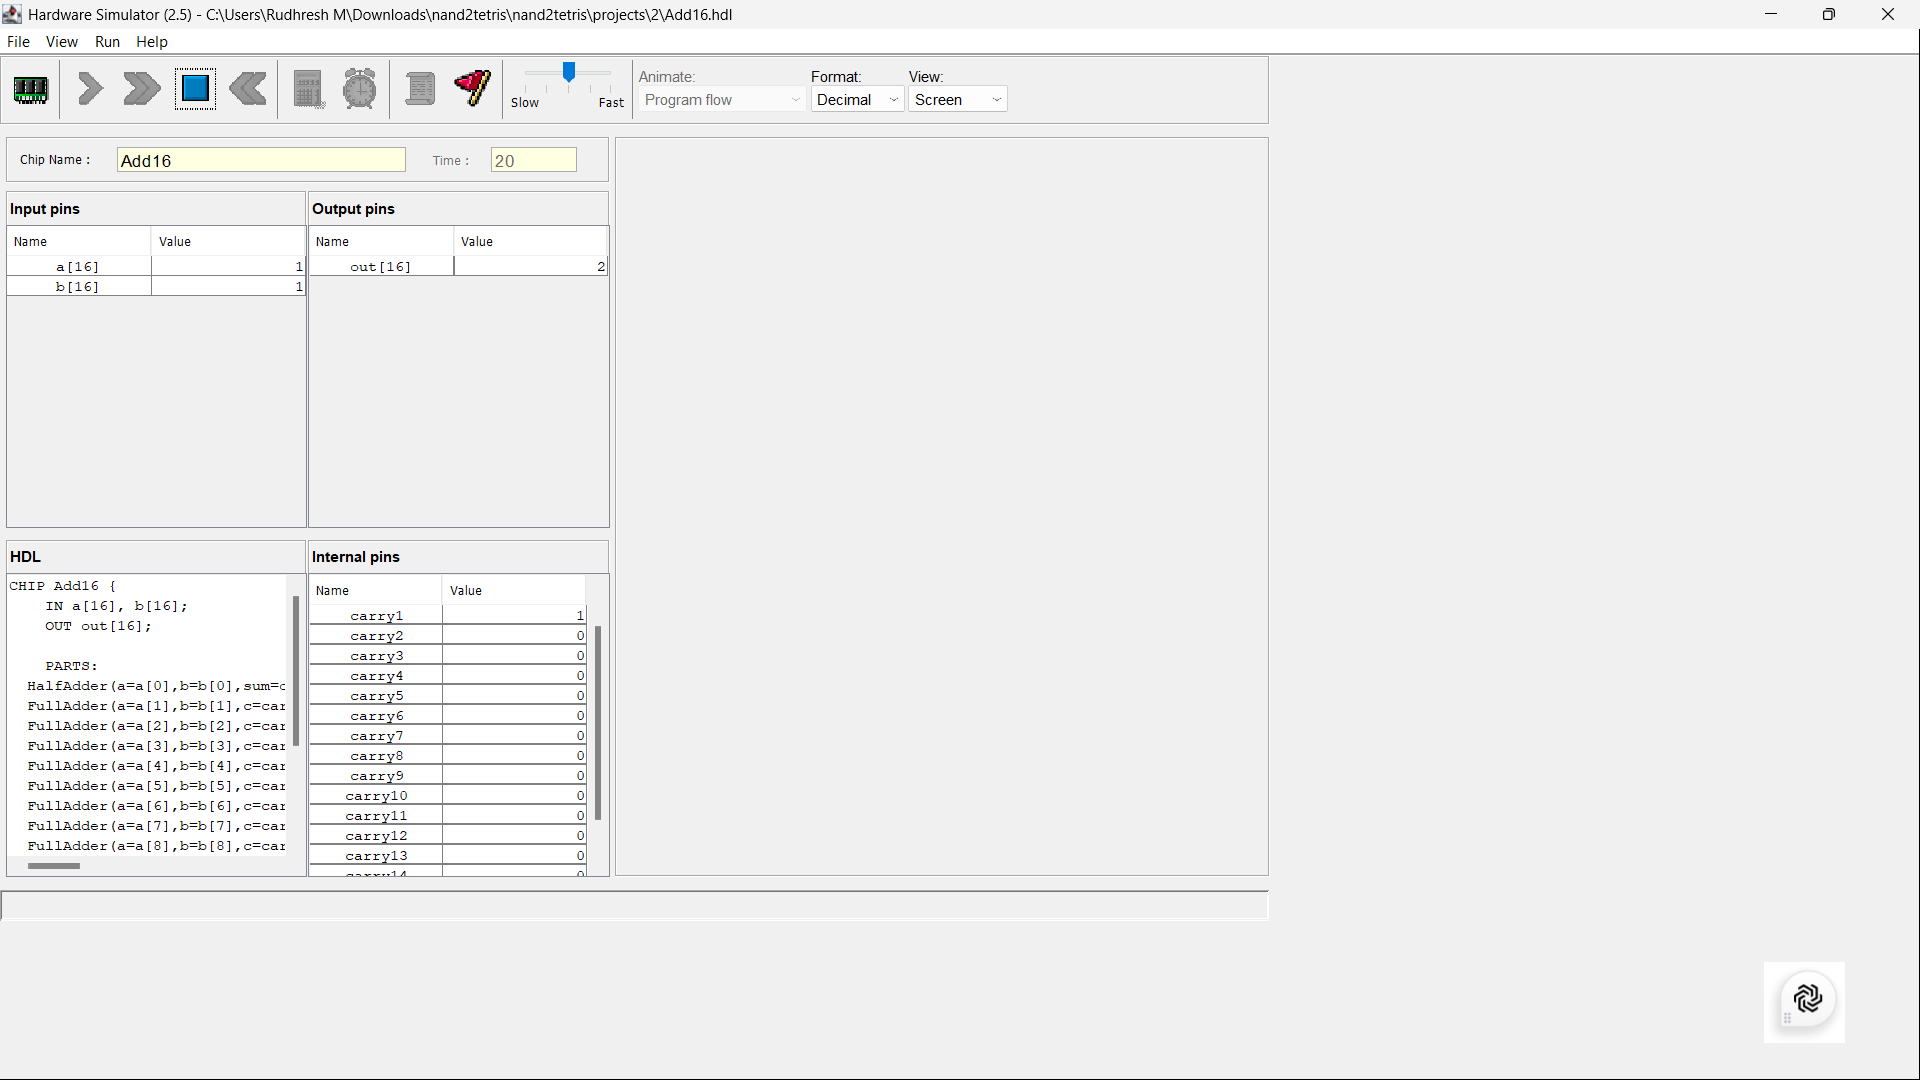 Hardware Simulator (2.5) - C:\Users\Rudhresh M\Downloads\nand2tetris\nand2tetris\projects\2\Add16.hdl
File View Run Help
Slow Fast
Animate: Format: View:
Program flow Decimal Screen
Chip Name : Add16 Time : 20
Input pins
Name Value
a[16] 1
b[16] 1
Output pins
Name Value
out[16] 2
HDL
CHIP Add16 {
IN a[16], b[16];
OUT out[16];
PARTS:
HalfAdder(a=a[0],b=b[0],sum=
FullAdder(a=a[1],b=b[1],c=car
FullAdder(a=a[2],b=b[2],c=car
FullAdder(a=a[3],b=b[3],c=car
FullAdder(a=a[4],b=b[4],c=car
FullAdder(a=a[5],b=b[5],c=car
FullAdder(a=a[6],b=b[6],c=car
FullAdder(a=a[7],b=b[7],c=car
FullAdder(a=a[8],b=b[8],c=car
Internal pins
Name Value
carry1 1
carry2 0
carry3 0
carry4 0
carry5 0
carry6 0
carry7 0
carry8 0
carry9 0
carry10 0
carry11 0
carry12 0
carry13 0
carry14 0